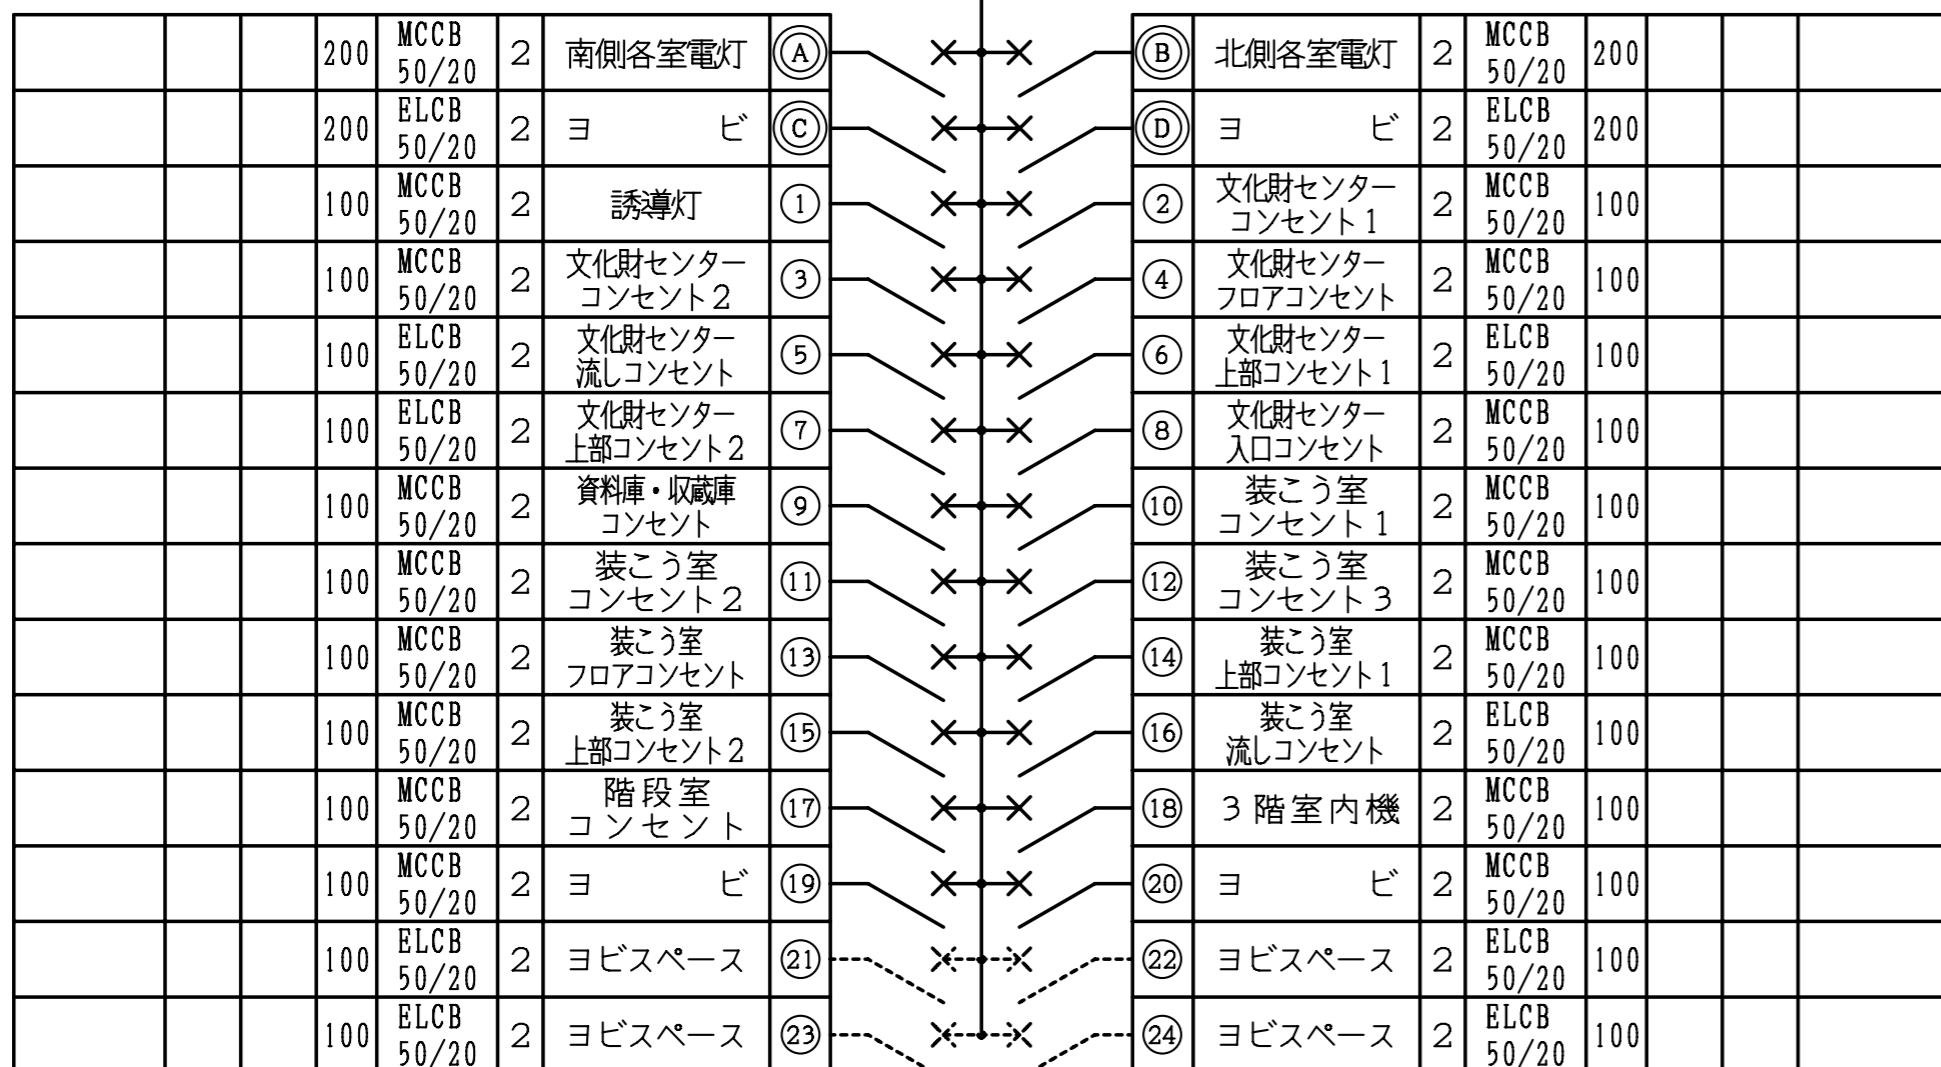 200 MCCB 50/20 2 南側各室電灯 A B 北側各室電灯 2 MCCB 50/20 200
200 ELCB 50/20 2 ヨビ C D ヨビ 2 ELCB 50/20 200
100 MCCB 50/20 2 誘導灯 1 2 文化財センター コンセント1 2 MCCB 50/20 100
100 MCCB 50/20 2 文化財センター コンセント2 3 4 文化財センター フロアコンセント 2 MCCB 50/20 100
100 ELCB 50/20 2 文化財センター 流しコンセント 5 6 文化財センター 上部コンセント1 2 ELCB 50/20 100
100 ELCB 50/20 2 文化財センター 上部コンセント2 7 8 文化財センター 入口コンセント 2 MCCB 50/20 100
100 MCCB 50/20 2 資料庫・収蔵庫 コンセント 9 10 装こう室 コンセント1 2 MCCB 50/20 100
100 MCCB 50/20 2 装こう室 コンセント2 11 12 装こう室 コンセント3 2 MCCB 50/20 100
100 MCCB 50/20 2 装こう室 フロアコンセント 13 14 装こう室 上部コンセント1 2 MCCB 50/20 100
100 MCCB 50/20 2 装こう室 上部コンセント2 15 16 装こう室 流しコンセント 2 ELCB 50/20 100
100 MCCB 50/20 2 階段室 コンセント 17 18 3階室内機 2 MCCB 50/20 100
100 MCCB 50/20 2 ヨビ 19 20 ヨビ 2 MCCB 50/20 100
100 ELCB 50/20 2 ヨビスペース 21 22 ヨビスペース 2 ELCB 50/20 100
100 ELCB 50/20 2 ヨビスペース 23 24 ヨビスペース 2 ELCB 50/20 100